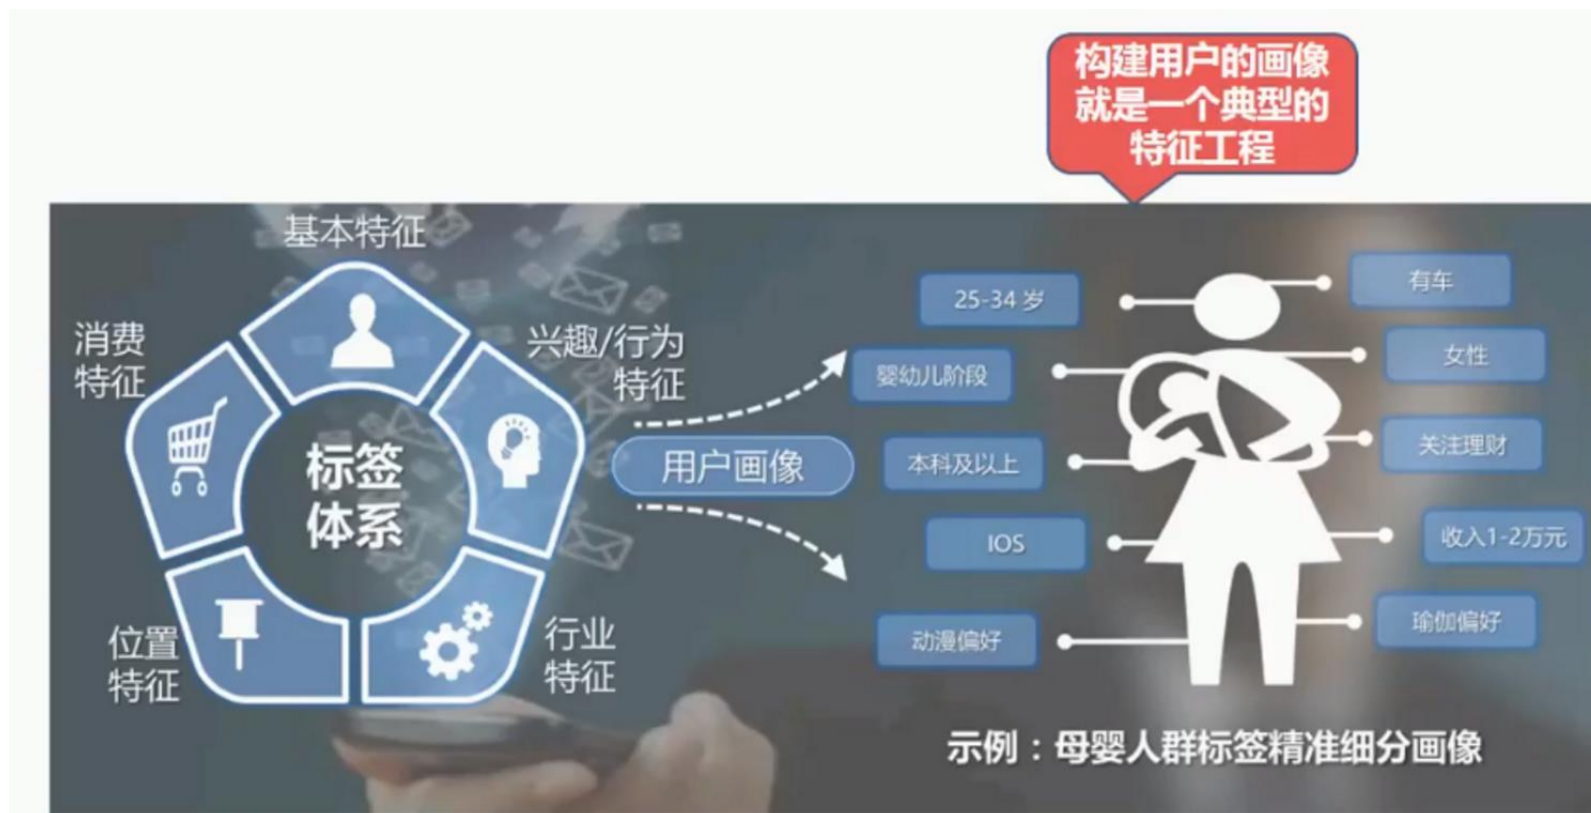 构建用户的画像
就是一个典型的
特征工程
基本特征
消费
特征
兴趣/行为
特征
标签
体系
位置
特征
行业
特征
用户画像
25-34 岁
婴幼儿阶段
本科及以上
IOS
动漫偏好
有车
女性
关注理财
收入1-2万元
瑜伽偏好
示例：母婴人群标签精准细分画像